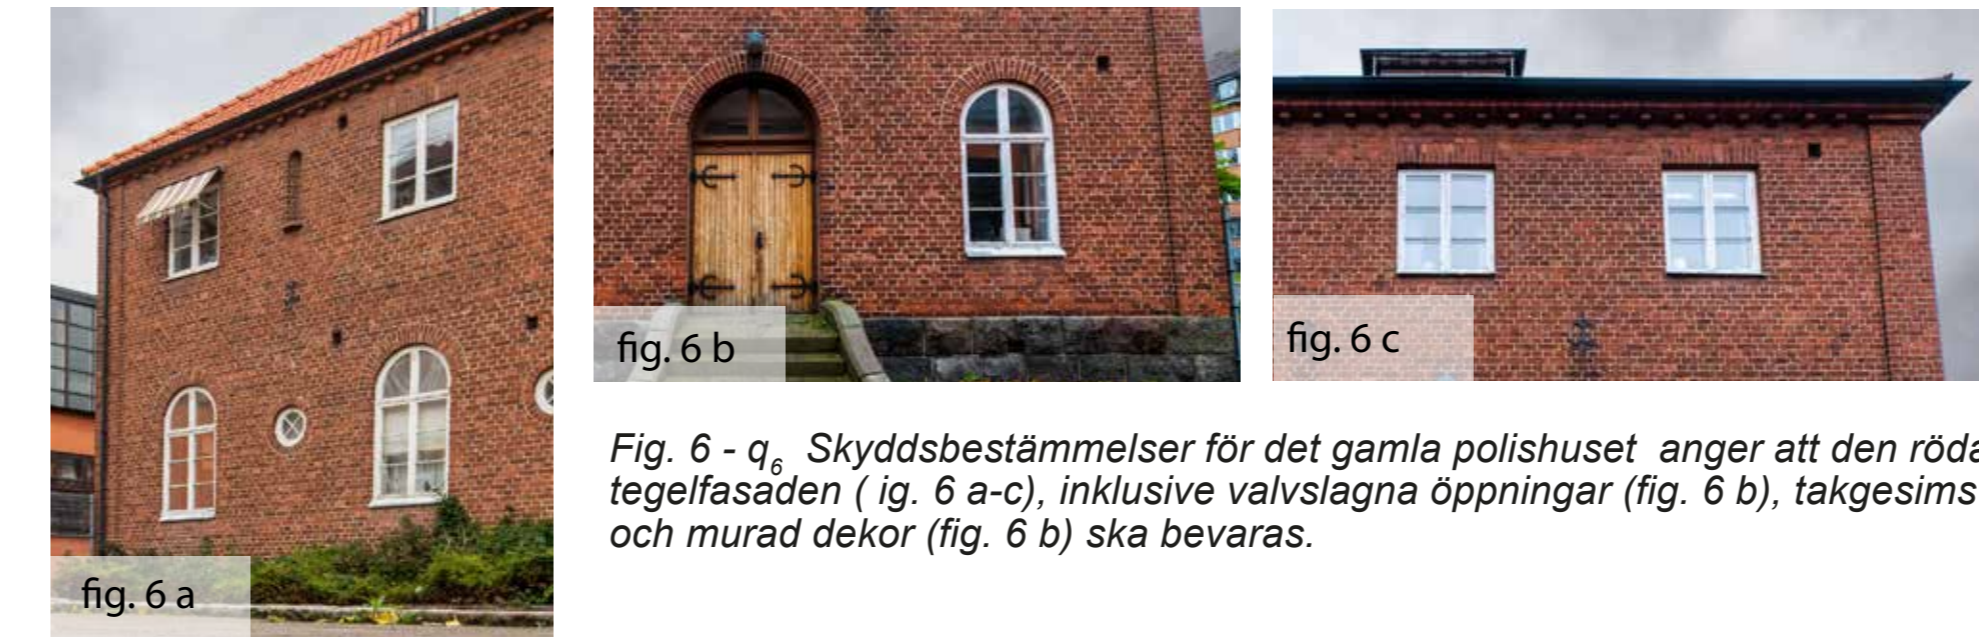 fig. 6 a
fig. 6 b
fig. 6 c
Fig. 6 - q6 Skyddsbestämmelser för det gamla polishuset anger att den röda
tegelfasaden ( ig. 6 a-c), inklusive valvslagna öppningar (fig. 6 b), takgesims
och murad dekor (fig. 6 b) ska bevaras.